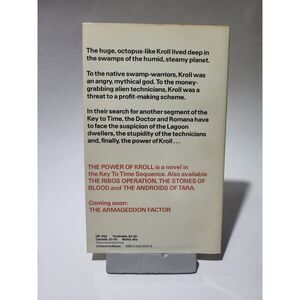 The huge, octopus-like Kroll lived deep in
the swamps of the humid, steamy planet.
To the native swamp-warriors, Kroll was
an angry, mythical god. To the money-
grabbing alien technicians, Kroll was a
threat to a profit-making scheme.
In their search for another segment of the
Key to Time, the Doctor and Romana have
to face the suspicion of the Lagoon
dwellers, the stupidity of the technicians
and, finally, the power of Kroll . . .
THE POWER OF KROLL is a novel in
the Key To Time Sequence. Also available
THE RIBOS OPERATION, THE STONES OF
BLOOD and THE ANDROIDS OF TARA.
Coming soon:
THE ARMAGEDDON FACTOR